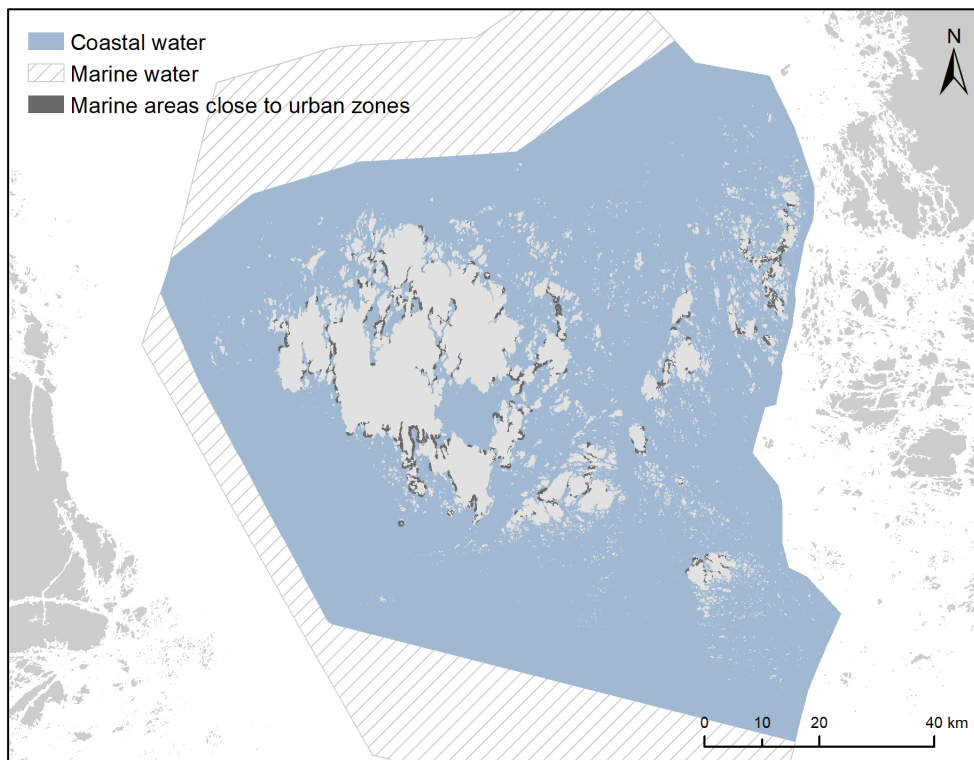 Coastal water
Marine water
Marine areas close to urban zones
N
0 10 20 40 km